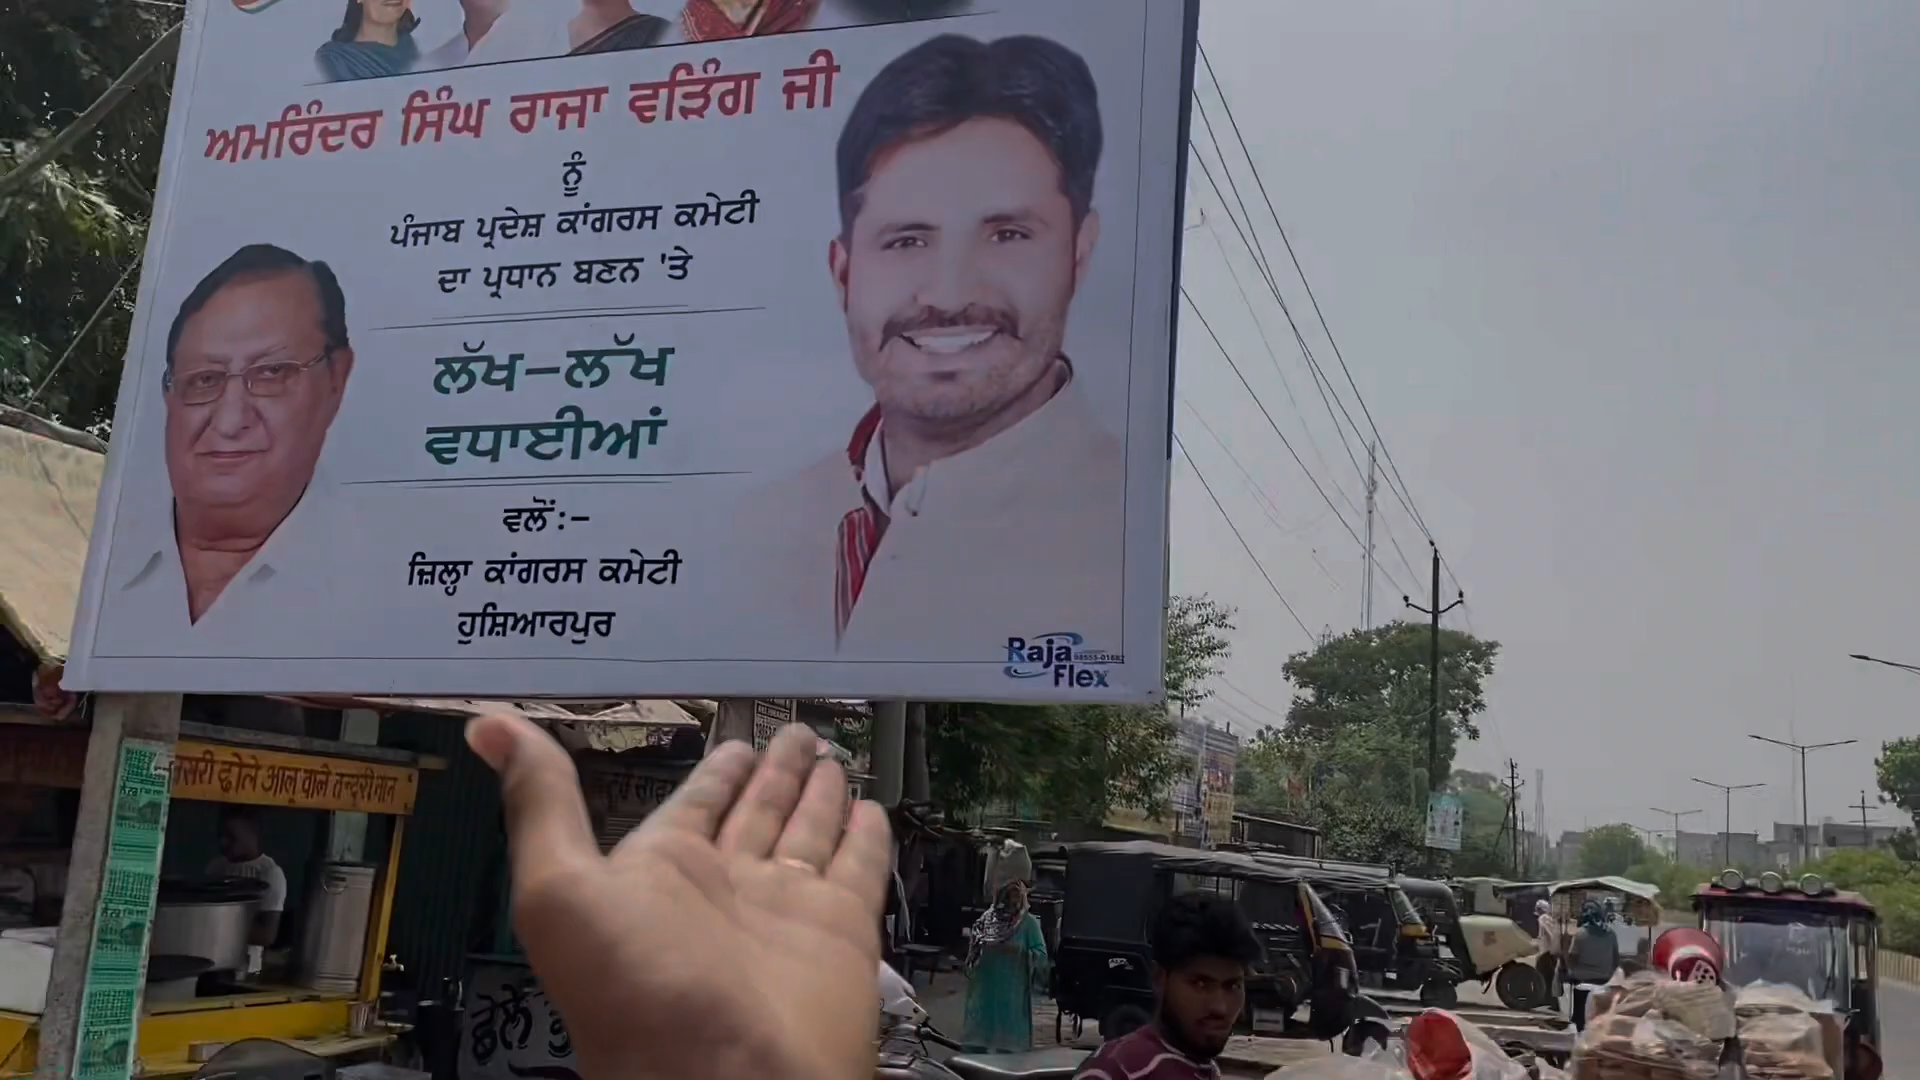 ਅਮਰਿੰਦਰ ਸਿੰਘ ਰਾਜਾ ਵੜਿੰਗ ਜੀ
ਨੂੰ
ਪੰਜਾਬ ਪ੍ਰਦੇਸ਼ ਕਾਂਗਰਸ ਕਮੇਟੀ
ਦਾ ਪ੍ਰਧਾਨ ਬਣਨ 'ਤੇ
ਲੱਖ-ਲੱਖ
ਵਧਾਈਆਂ
ਵਲੋਂ:-
ਜ਼ਿਲ੍ਹਾ ਕਾਂਗਰਸ ਕਮੇਟੀ
ਹੁਸ਼ਿਆਰਪੁਰ
Raja
Flex
ਛੋਲੇ